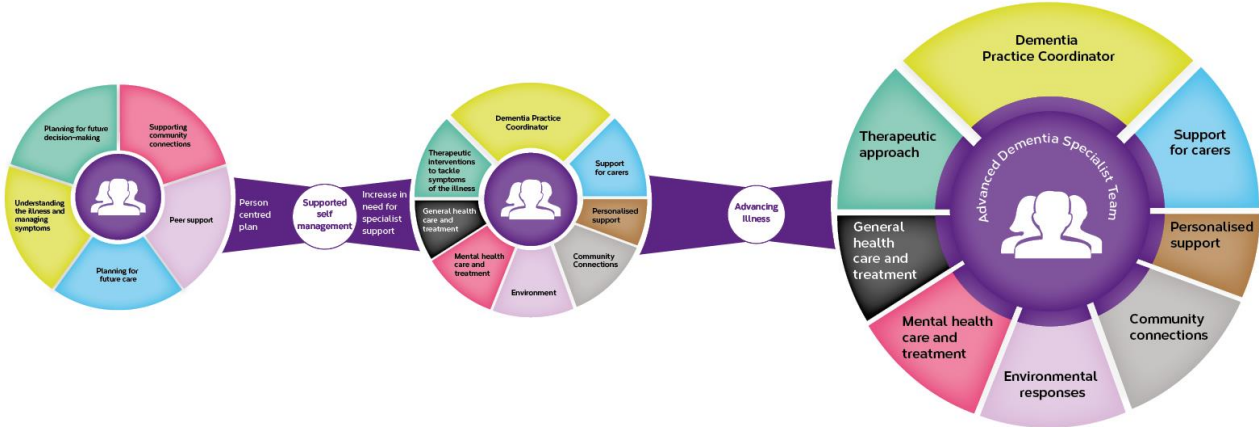 Planning for future
decision-making
Supporting
community
connections
Peer support
Planning for
future care
Understanding
the illness and
managing
symptoms
Person
centred
plan
Supported
self
management
Increase in
need for
specialist
support
Dementia Practice
Coordinator
Support
for carers
Personalised
support
Community
Connections
Environment
Mental health
care and
treatment
General health
care and
treatment
Therapeutic
interventions
to tackle
symptoms
of the illness
Advancing
Illness
Dementia
Practice Coordinator
Support
for carers
Personalised
support
Community
connections
Environmental
responses
Mental health
care and
treatment
General
health
care and
treatment
Therapeutic
approach
Advanced Dementia Specialist Team